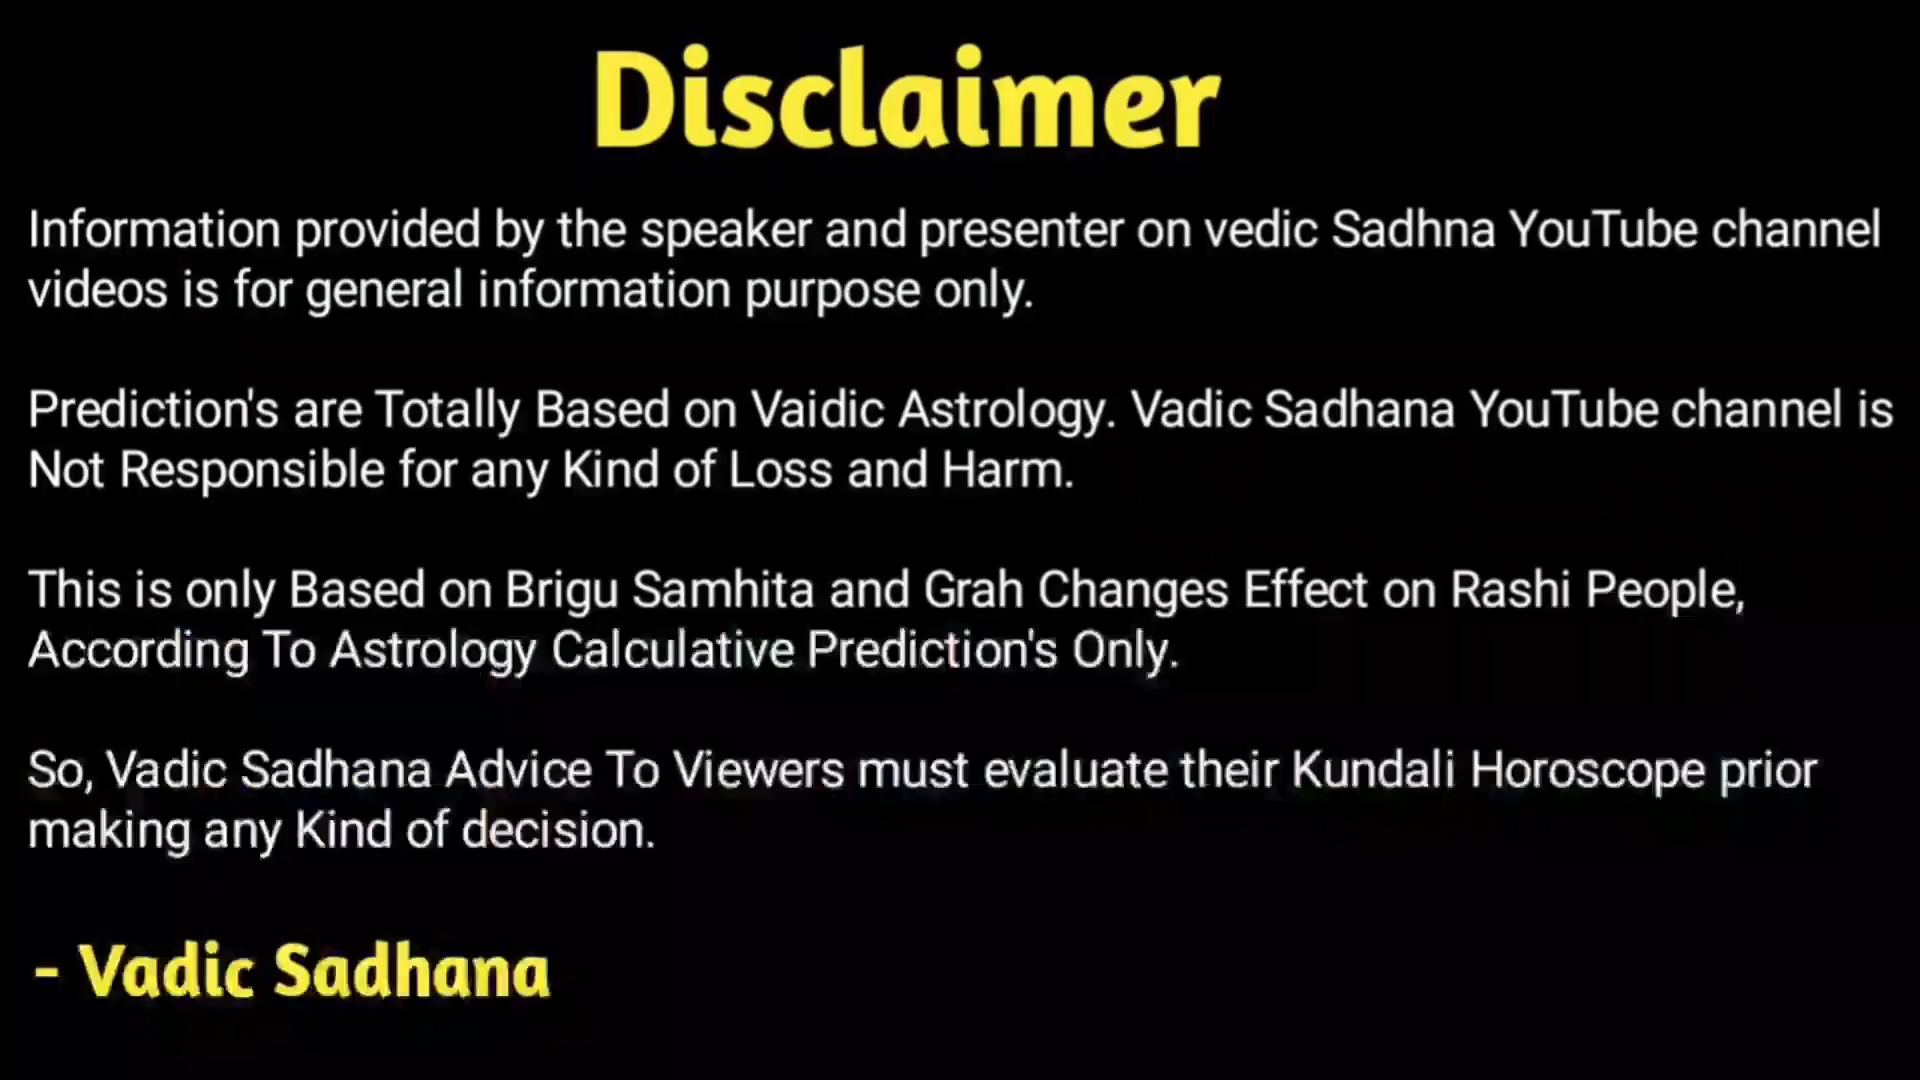 Disclaimer
Information provided by the speaker and presenter on vedic Sadhna YouTube channel
videos is for general information purpose only.
Prediction's are Totally Based on Vaidic Astrology. Vadic Sadhana YouTube channel is
Not Responsible for any Kind of Loss and Harm.
This is only Based on Brigu Samhita and Grah Changes Effect on Rashi People,
According To Astrology Calculative Prediction's Only.
So, Vadic Sadhana Advice To Viewers must evaluate their Kundali Horoscope prior
making any Kind of decision.
- Vadic Sadhana